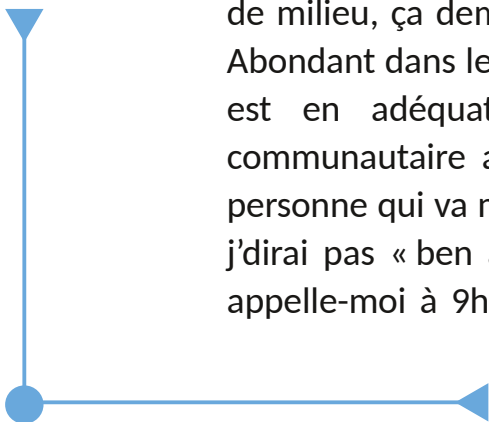 de milieu, ça dem
Abondant dans le
est en adéquat
communautaire a
personne qui va n
j’dirai pas « ben a
appelle-moi à 9h